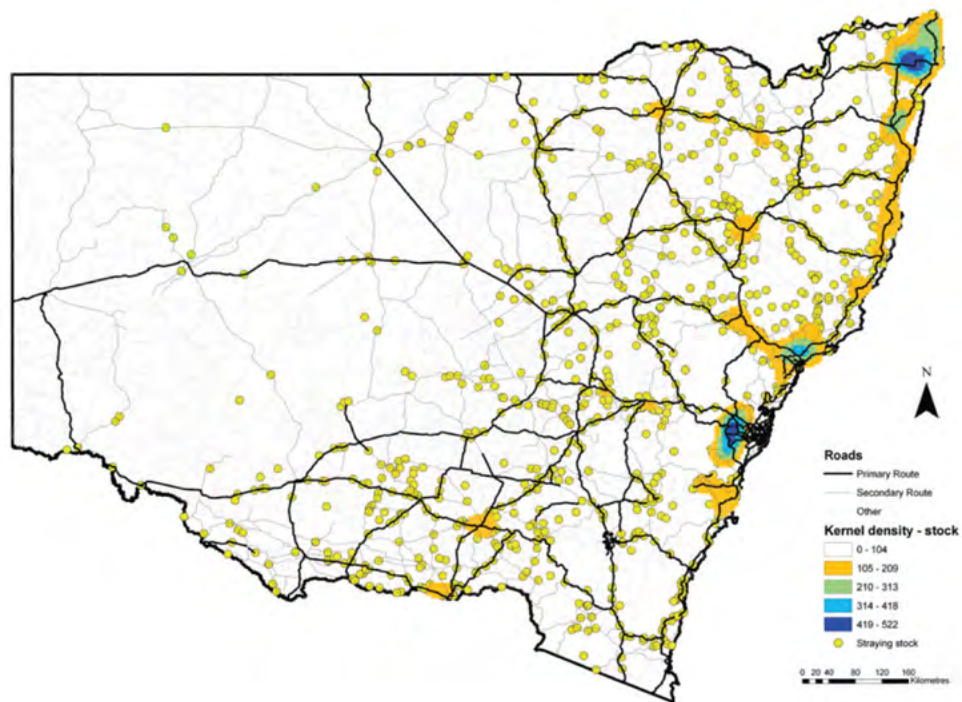 N
Roads
Primary Route
Secondary Route
Other
Kernel density - stock
0 - 104
105 - 209
210 - 313
314 - 418
419 - 522
Straying stock
0 20 40 80 120 160
Kilometres